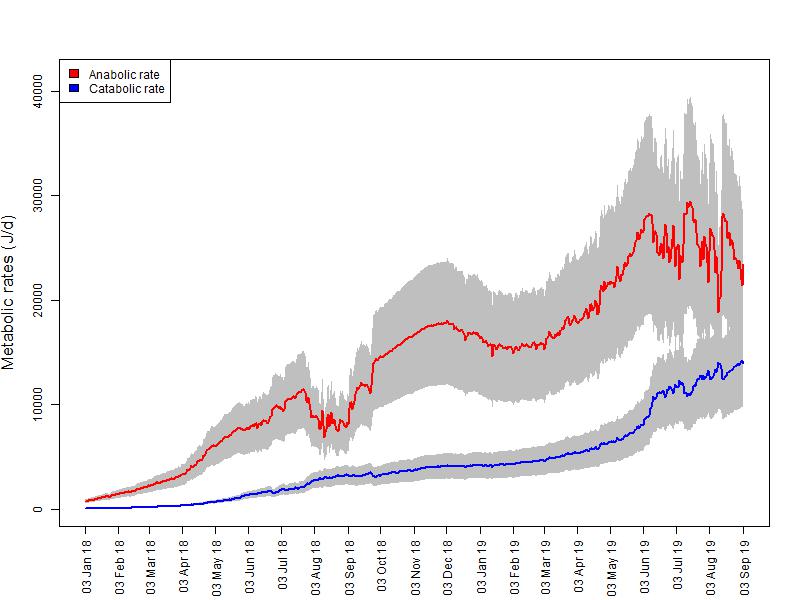 Anabolic rate
Catabolic rate
Metabolic rates (J/d)
40000
30000
20000
10000
0
03 Jan 18
03 Feb 18
03 Mar 18
03 Apr 18
03 May 18
03 Jun 18
03 Jul 18
03 Aug 18
03 Sep 18
03 Oct 18
03 Nov 18
03 Dec 18
03 Jan 19
03 Feb 19
03 Mar 19
03 Apr 19
03 May 19
03 Jun 19
03 Jul 19
03 Aug 19
03 Sep 19